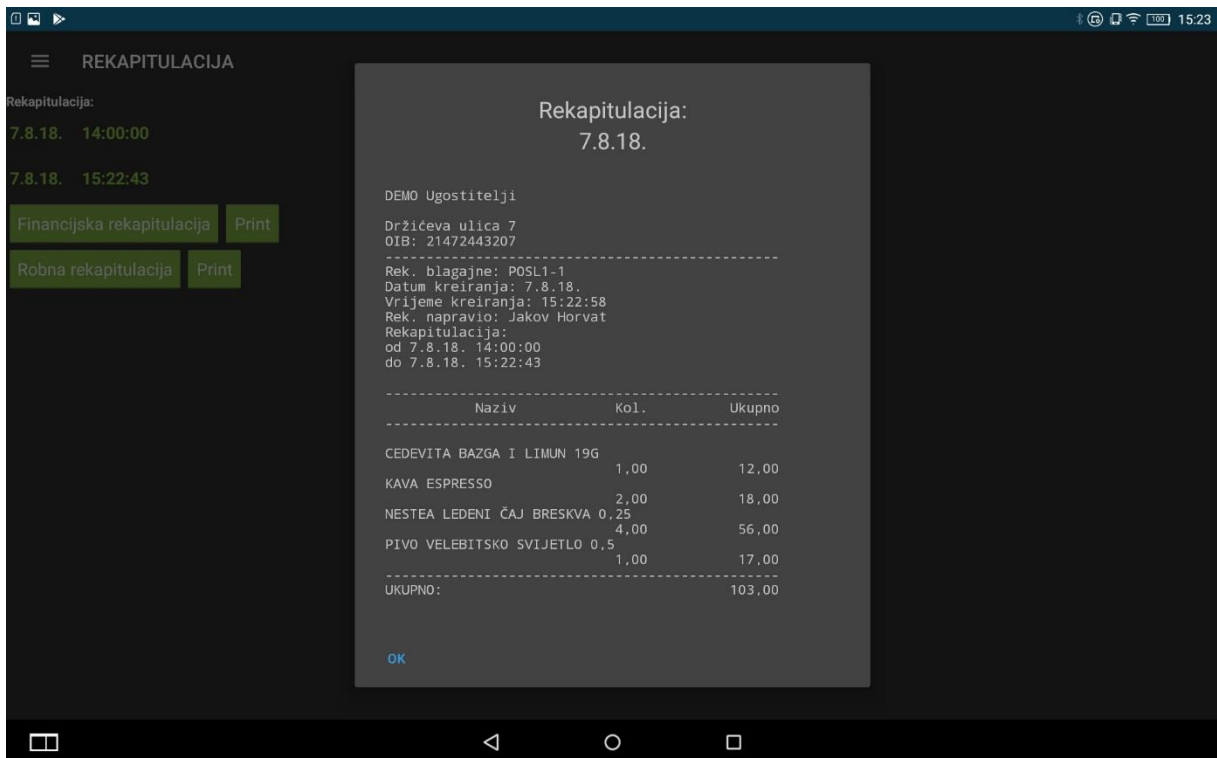 100 15:23
REKAPITULACIJA
Rekapitulacija:
7.8.18. 14:00:00
7.8.18. 15:22:43
Financijska rekapitulacija Print
Robna rekapitulacija Print
Rekapitulacija:
7.8.18.
DEMO Ugostitelji
Držićeva ulica 7
OIB: 21472443207
----------------------------------------------------
Rek. blagajne: POSL1-1
Datum kreiranja: 7.8.18.
Vrijeme kreiranja: 15:22:58
Rek. napravio: Jakov Horvat
Rekapitulacija:
od 7.8.18. 14:00:00
do 7.8.18. 15:22:43
----------------------------------------------------
Naziv Kol. Ukupno
----------------------------------------------------
CEDEVITA BAZGA I LIMUN 19G
1,00 12,00
KAVA ESPRESSO
2,00 18,00
NESTEA LEDENI ČAJ BRESKVA 0,25
4,00 56,00
PIVO VELEBITSKO SVIJETLO 0,5
1,00 17,00
----------------------------------------------------
UKUPNO: 103,00
OK